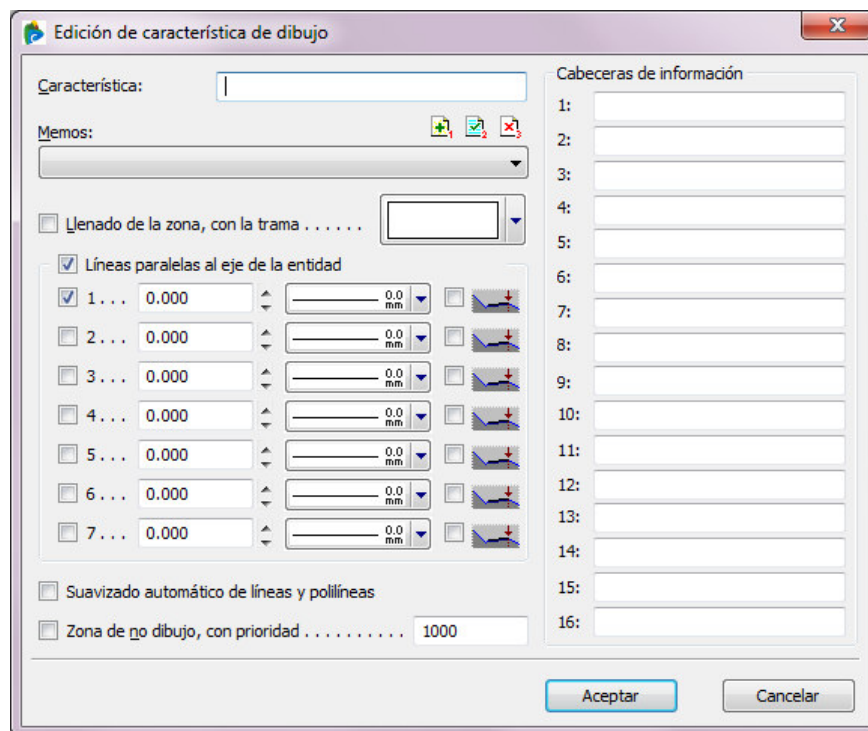 Edición de característica de dibujo
Característica:
Memos:
1 2 3
Llenado de la zona, con la trama . . . . . .
Líneas paralelas al eje de la entidad
1 . . . 0.000 0.0 mm
2 . . . 0.000 0.0 mm
3 . . . 0.000 0.0 mm
4 . . . 0.000 0.0 mm
5 . . . 0.000 0.0 mm
6 . . . 0.000 0.0 mm
7 . . . 0.000 0.0 mm
Suavizado automático de líneas y polilíneas
Zona de no dibujo, con prioridad . . . . . . . . . . 1000
Cabeceras de información
1:
2:
3:
4:
5:
6:
7:
8:
9:
10:
11:
12:
13:
14:
15:
16:
Aceptar Cancelar